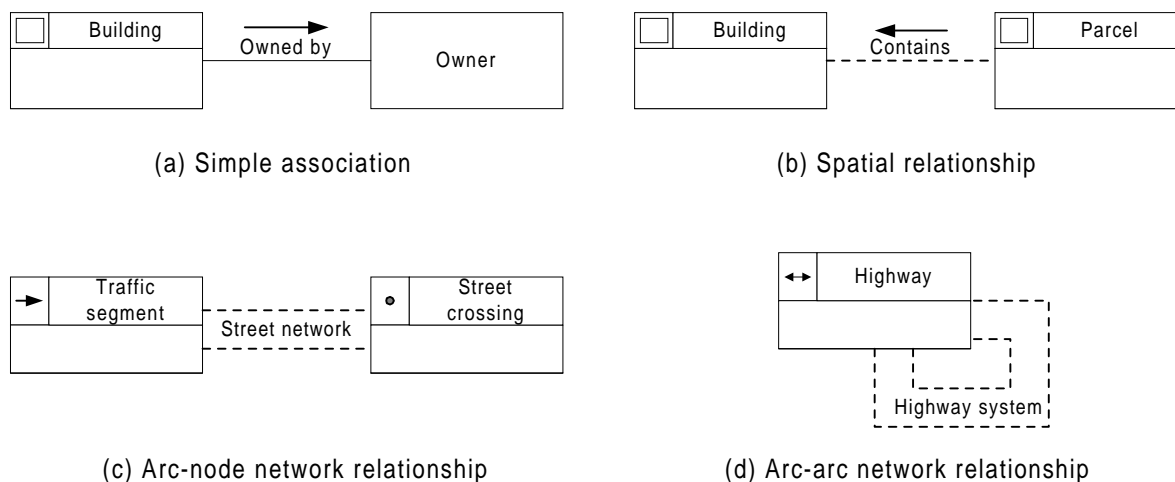 Building
Owned by
Owner
(a) Simple association
Building
Contains
Parcel
(b) Spatial relationship
Traffic
segment
Street network
Street
crossing
(c) Arc-node network relationship
Highway
Highway system
(d) Arc-arc network relationship